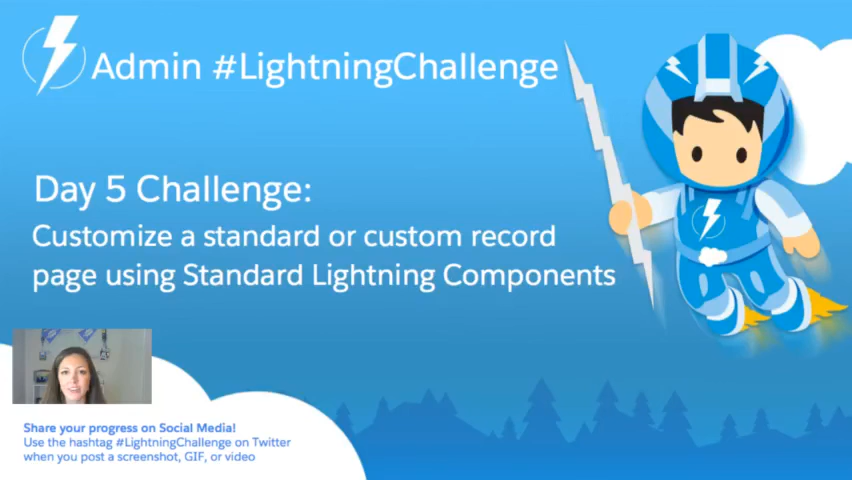 Admin #LightningChallenge
Day 5 Challenge:
Customize a standard or custom record
page using Standard Lightning Components
Share your progress on Social Media!
Use the hashtag #LightningChallenge on Twitter
when you post a screenshot, GIF, or video